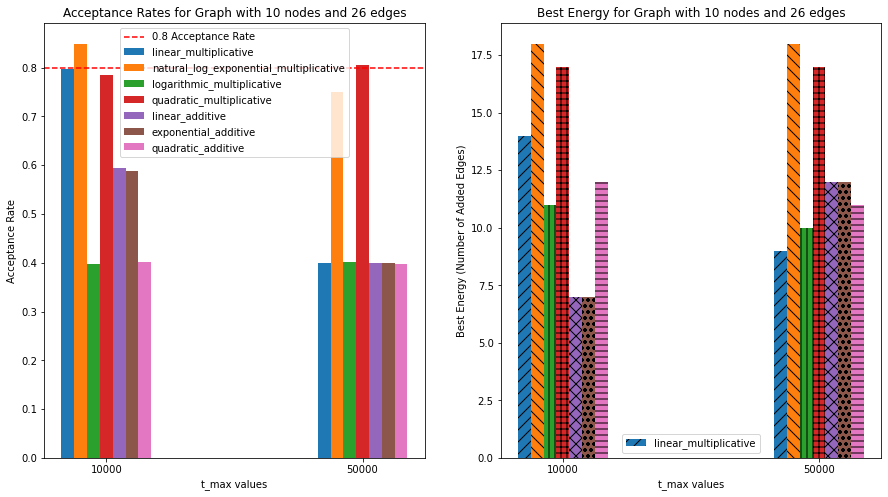 Acceptance Rates for Graph with 10 nodes and 26 edges
0.8 Acceptance Rate
linear_multiplicative
natural_log_exponential_multiplicative
logarithmic_multiplicative
quadratic_multiplicative
linear_additive
exponential_additive
quadratic_additive
Acceptance Rate
0.8
0.7
0.6
0.5
0.4
0.3
0.2
0.1
0.0
10000
50000
t_max values
Best Energy for Graph with 10 nodes and 26 edges
Best Energy (Number of Added Edges)
17.5
15.0
12.5
10.0
7.5
5.0
2.5
0.0
linear_multiplicative
10000
50000
t_max values